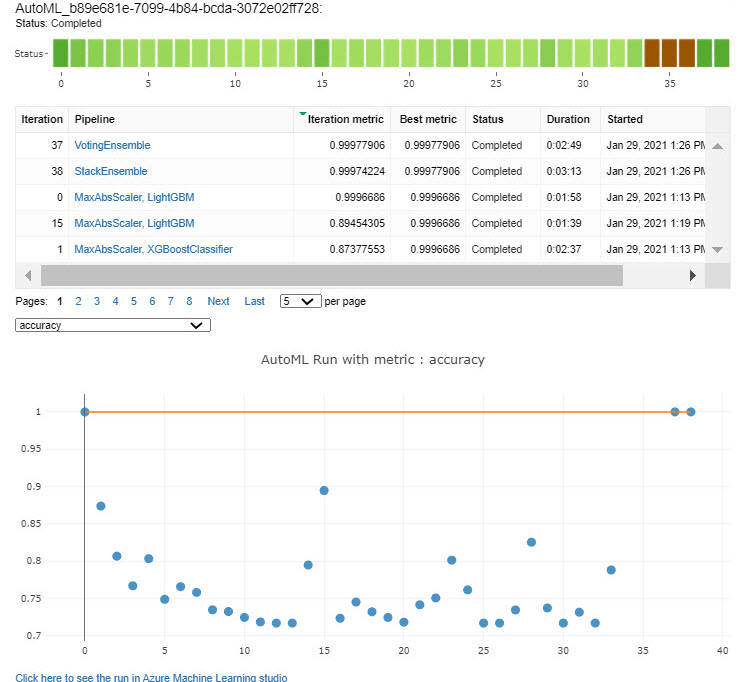 AutoML_b89e681e-7099-4b84-bcda-3072e02ff728:
Status: Completed
Status
0 5 10 15 20 25 30 35
Iteration Pipeline Iteration metric Best metric Status Duration Started
37 VotingEnsemble 0.99977906 0.99977906 Completed 0:02:49 Jan 29, 2021 1:26 PM
38 StackEnsemble 0.99974224 0.99977906 Completed 0:03:13 Jan 29, 2021 1:26 PM
0 MaxAbsScaler, LightGBM 0.9996686 0.9996686 Completed 0:01:58 Jan 29, 2021 1:13 PM
15 MaxAbsScaler, LightGBM 0.89454305 0.9996686 Completed 0:01:39 Jan 29, 2021 1:19 PM
1 MaxAbsScaler, XGBoostClassifier 0.87377553 0.9996686 Completed 0:02:37 Jan 29, 2021 1:13 PM
Pages: 1 2 3 4 5 6 7 8 Next Last 5 per page
accuracy
AutoML Run with metric : accuracy
1
0.95
0.9
0.85
0.8
0.75
0.7
0 5 10 15 20 25 30 35 40
Click here to see the run in Azure Machine Learning studio